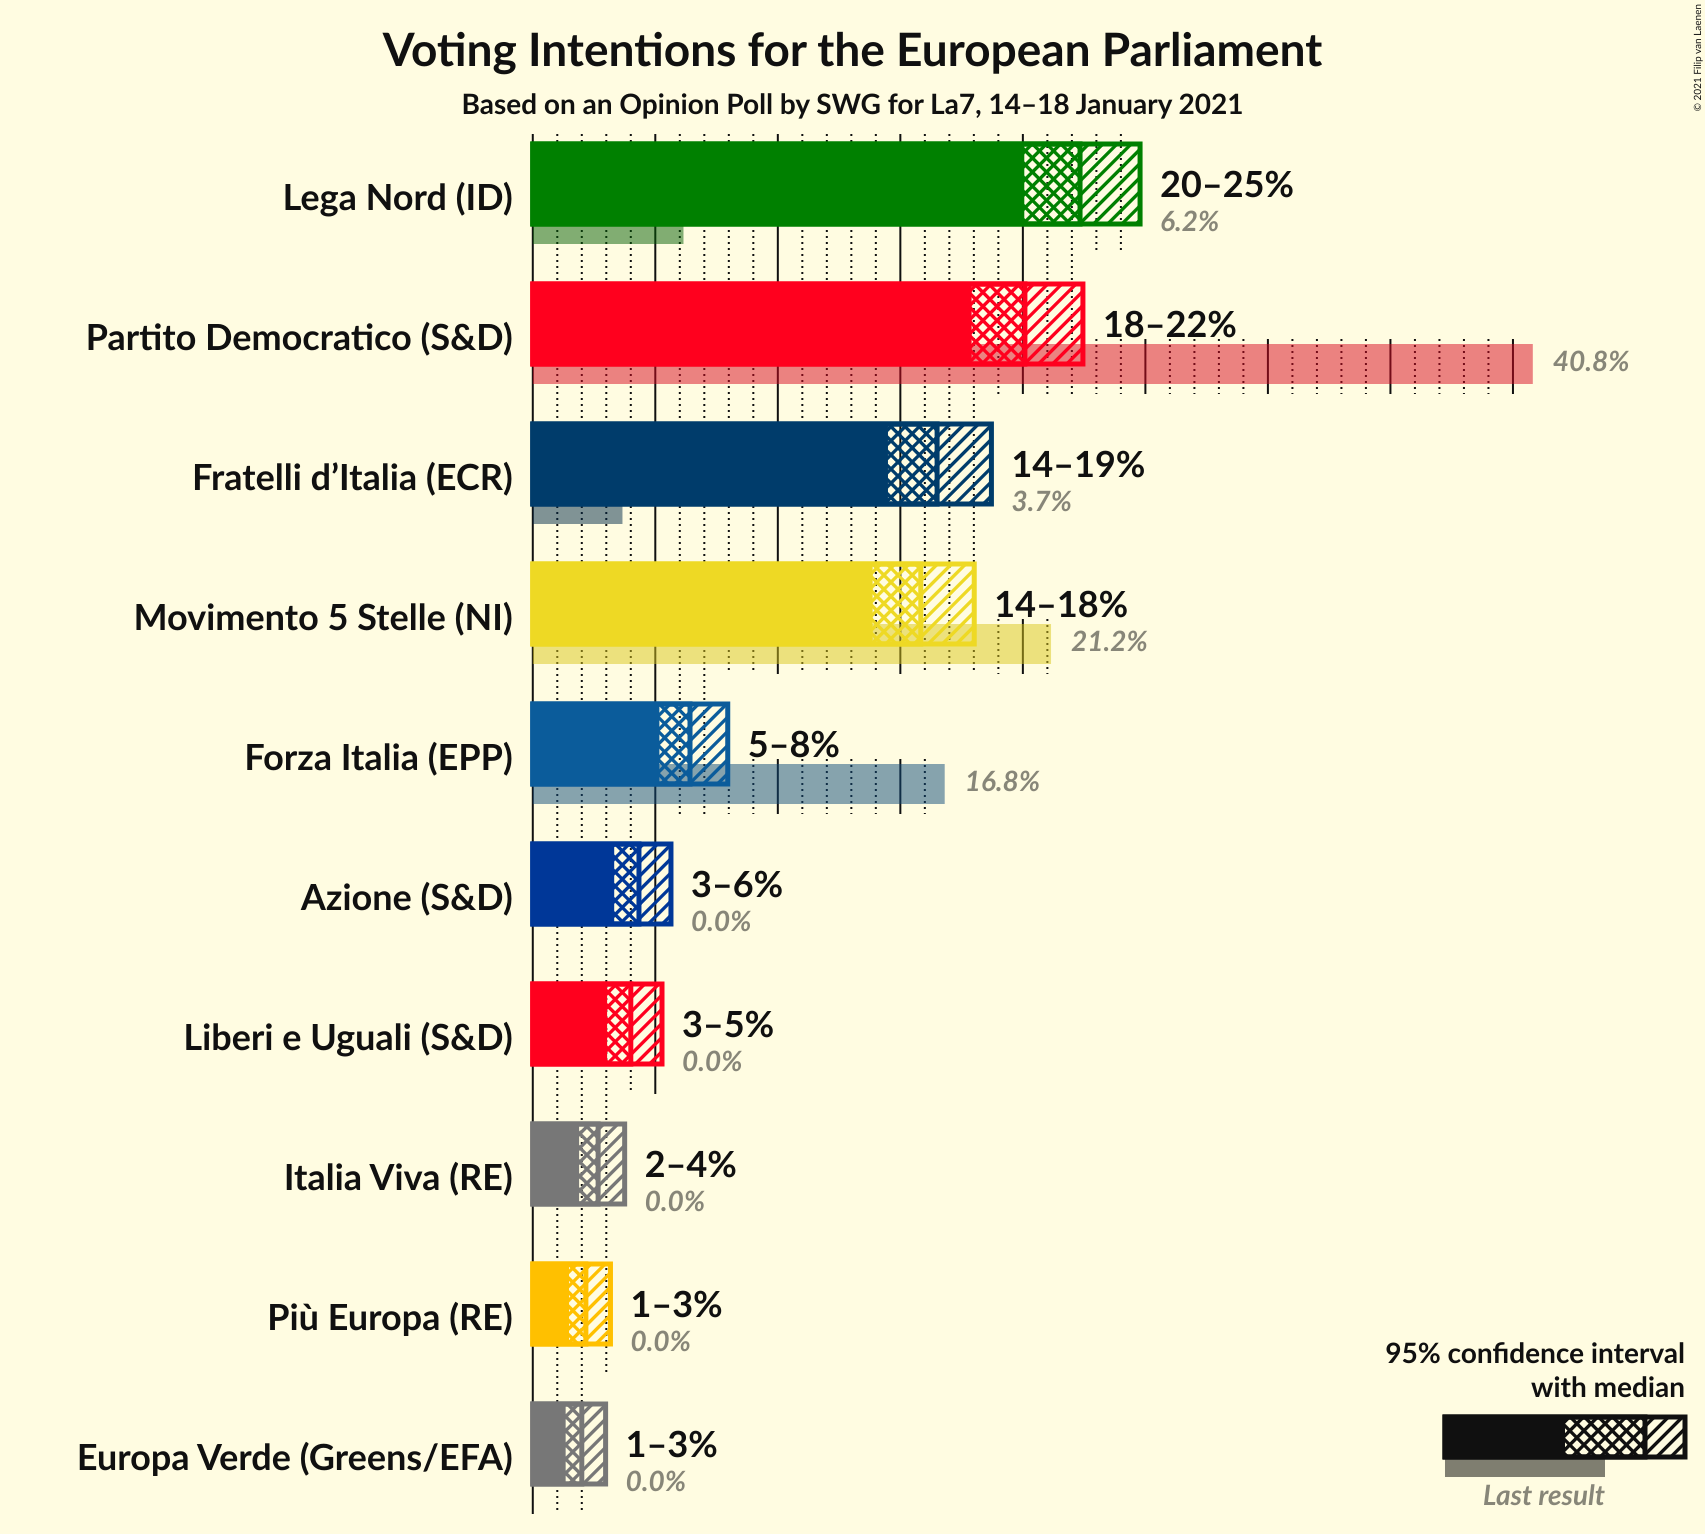 Voting Intentions for the European Parliament
Based on an Opinion Poll by SWG for La7, 14–18 January 2021
© 2021 Filip van Laenen
Lega Nord (ID)
20–25%
6.2%
Partito Democratico (S&D)
18–22%
40.8%
Fratelli d’Italia (ECR)
14–19%
3.7%
Movimento 5 Stelle (NI)
14–18%
21.2%
Forza Italia (EPP)
5–8%
16.8%
Azione (S&D)
3–6%
0.0%
Liberi e Uguali (S&D)
3–5%
0.0%
Italia Viva (RE)
2–4%
0.0%
Più Europa (RE)
1–3%
0.0%
Europa Verde (Greens/EFA)
1–3%
0.0%
95% confidence interval
with median
Last result